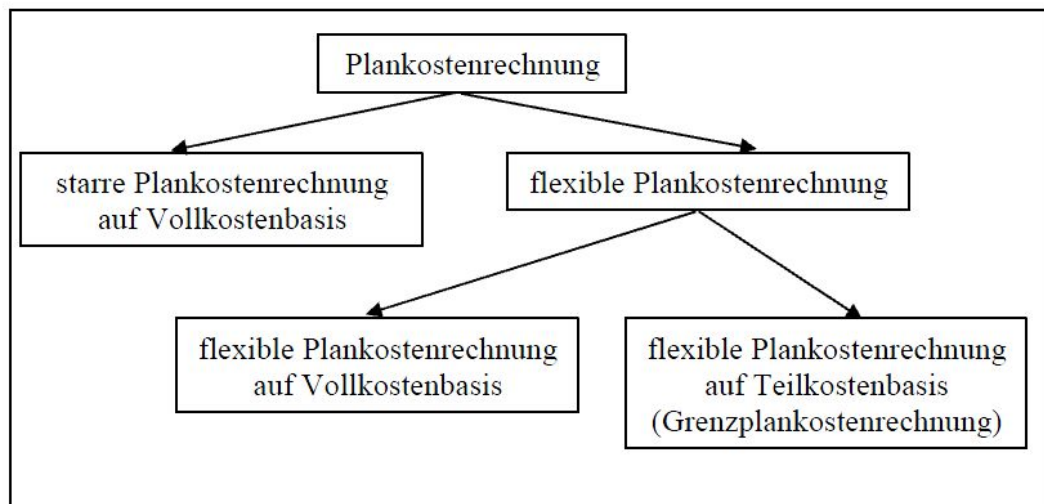 Plankostenrechnung
starre Plankostenrechnung
auf Vollkostenbasis
flexible Plankostenrechnung
flexible Plankostenrechnung
auf Vollkostenbasis
flexible Plankostenrechnung
auf Teilkostenbasis
(Grenzplankostenrechnung)